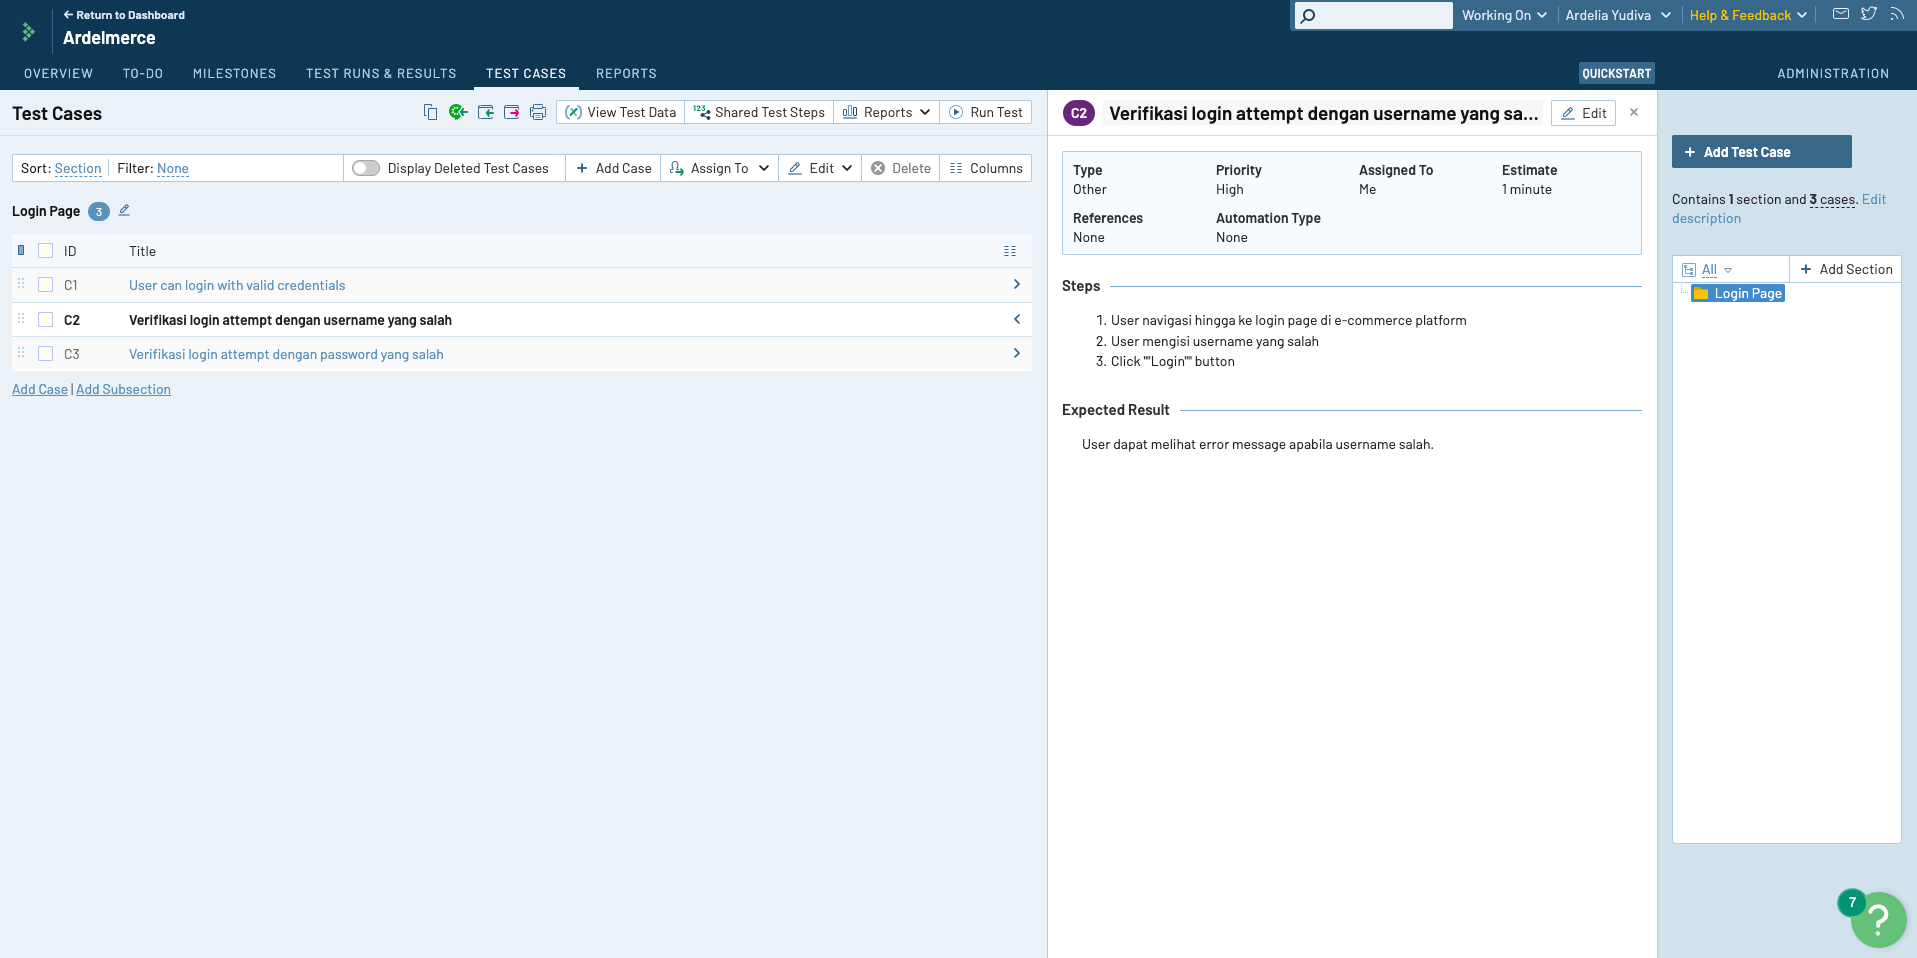 Return to Dashboard
Ardelmerce
Working On
Ardelia Yudiva
Help & Feedback
OVERVIEW TO-DO MILESTONES TEST RUNS & RESULTS TEST CASES REPORTS
QUICKSTART
ADMINISTRATION
Test Cases
View Test Data
123 Shared Test Steps
Reports
Run Test
Sort: Section Filter: None
Display Deleted Test Cases
+ Add Case
Assign To
Edit
Delete
Columns
Login Page 3
ID Title
C1 User can login with valid credentials
C2 Verifikasi login attempt dengan username yang salah
C3 Verifikasi login attempt dengan password yang salah
Add Case | Add Subsection
C2 Verifikasi login attempt dengan username yang sa...
Edit
×
Type Priority Assigned To Estimate
Other High Me 1 minute
References Automation Type
None None
Steps
1. User navigasi hingga ke login page di e-commerce platform
2. User mengisi username yang salah
3. Click ""Login"" button
Expected Result
User dapat melihat error message apabila username salah.
+ Add Test Case
Contains 1 section and 3 cases. Edit
description
All
+ Add Section
Login Page
7
?